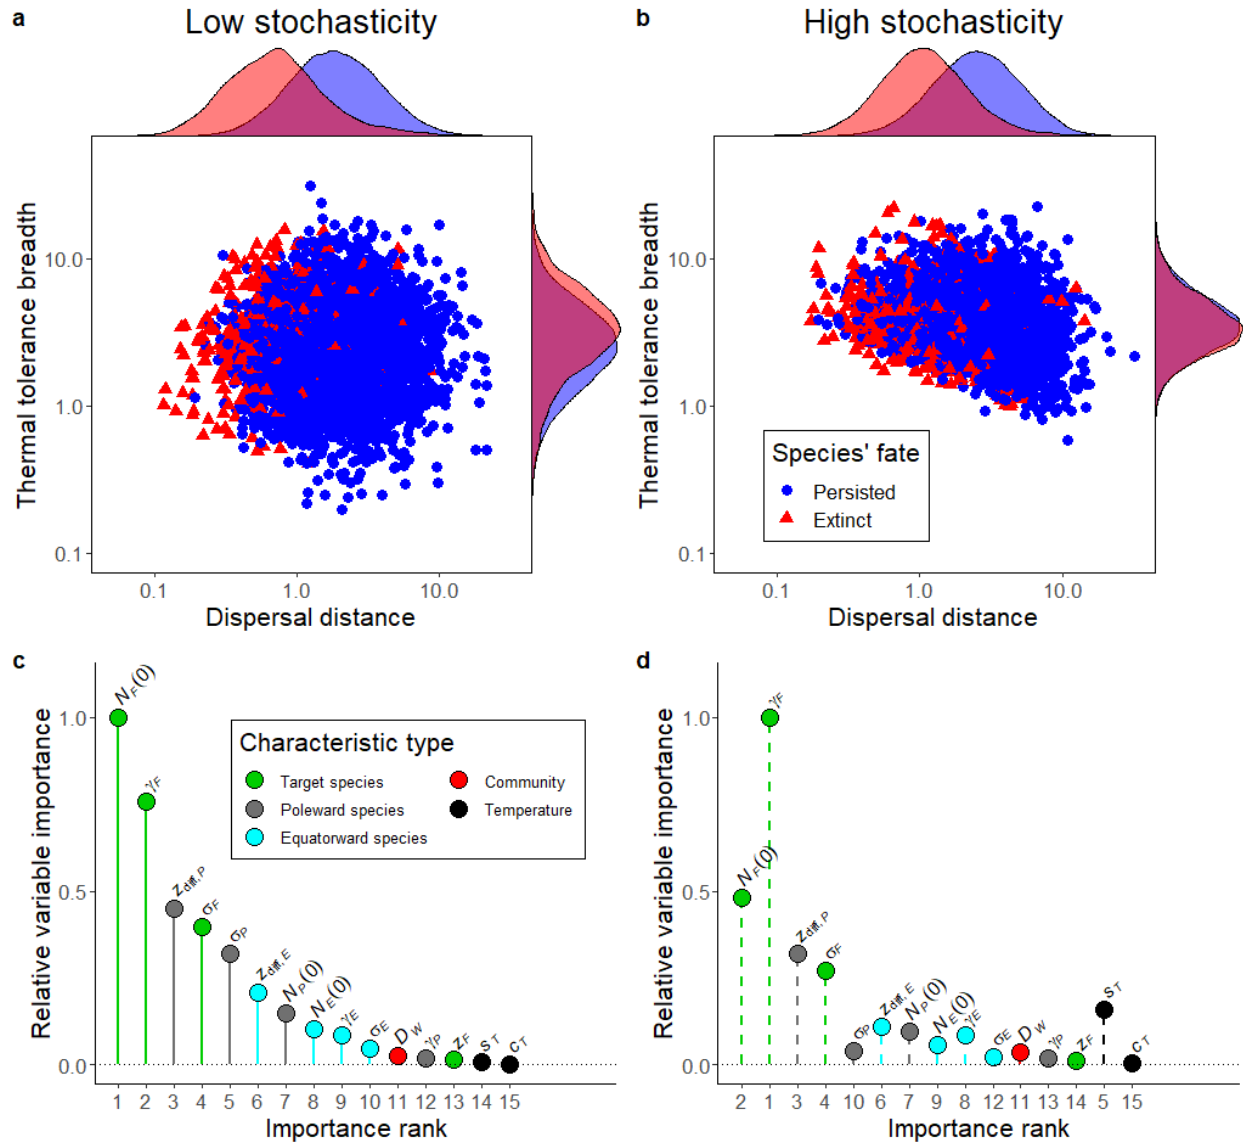 a
Low stochasticity
b
High stochasticity
Thermal tolerance breadth
10.0
1.0
0.1
0.1
1.0
10.0
Dispersal distance
Thermal tolerance breadth
10.0
1.0
0.1
Species' fate
Persisted
Extinct
0.1
1.0
10.0
Dispersal distance
c
Relative variable importance
1.0
0.5
0.0
N_F(0)
γ_F
z_diff,P
σ_F
σ_P
z_diff,E
N_P(0)
N_E(0)
γ_E
σ_E
D_W
γ_P
z_F
s_T
c_T
Characteristic type
Target species
Community
Poleward species
Temperature
Equatorward species
1 2 3 4 5 6 7 8 9 10 11 12 13 14 15
Importance rank
d
Relative variable importance
1.0
0.5
0.0
N_F(0)
γ_F
z_diff,P
σ_F
σ_P
z_diff,E
N_P(0)
N_E(0)
γ_E
σ_E
D_W
γ_P
z_F
s_T
c_T
2 1 3 4 10 6 7 9 8 12 11 13 14 5 15
Importance rank